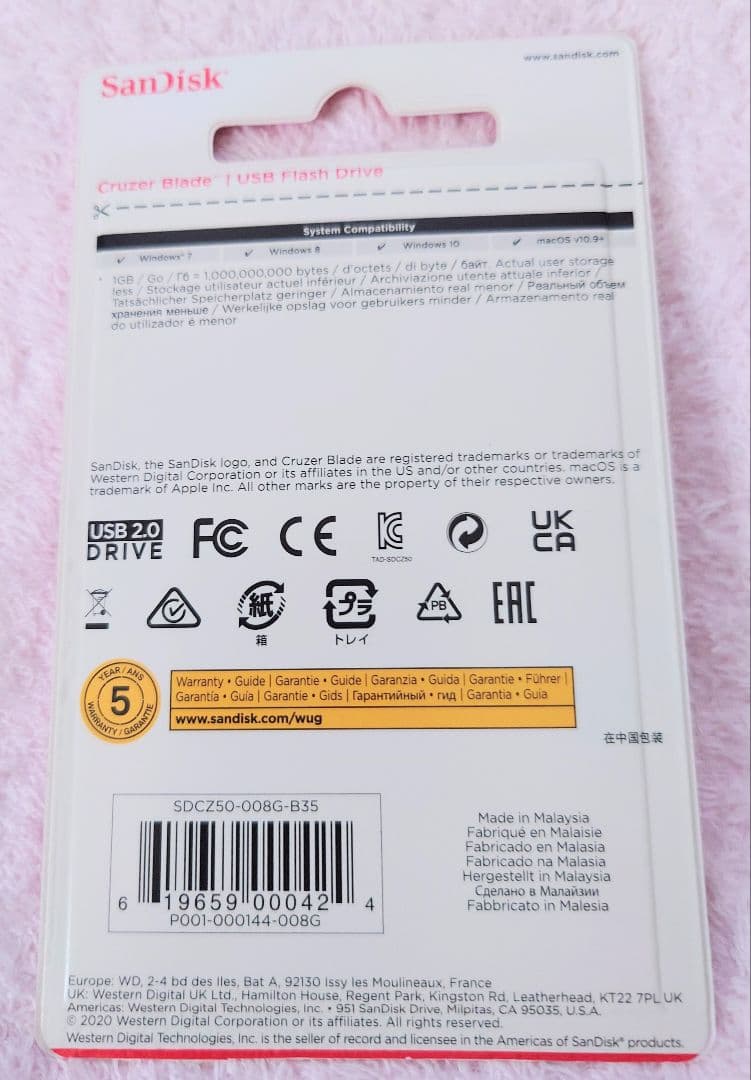 SanDisk®
www.sandisk.com
Cruzer Blade™ | USB Flash Drive
System Compatibility
✓ Windows® 7 ✓ Windows 8 ✓ Windows 10 ✓ macOS v10.9+
* 1GB / Go / Гб = 1,000,000,000 bytes / d'octets / di byte / байт. Actual user storage
less / Stockage utilisateur actuel inférieur / Archiviazione utente attuale inferior /
Tatsächlicher Speicherplatz geringer / Almacenamiento real menor / Реальный объем
хранения меньше / Werkelijke opslag voor gebruikers minder / Armazenamento real
do utilizador é menor
SanDisk, the SanDisk logo, and Cruzer Blade are registered trademarks or trademarks of
Western Digital Corporation or its affiliates in the US and/or other countries. macOS is a
trademark of Apple Inc. All other marks are the property of their respective owners.
USB 2.0
DRIVE
FC CE
TAD-SDCZ50
UK
CA
紙
箱
プラ
トレイ
PB
EAC
YEAR / ANS
5
WARRANTY / GARANTIE
Warranty • Guide | Garantie • Guide | Garanzia • Guida | Garantie • Führer |
Garantía • Guía | Garantie • Gids | Гарантийный • гид | Garantia • Guia
www.sandisk.com/wug
在中国包装
SDCZ50-008G-B35
6 19659 00042 4
P001-000144-008G
Made in Malaysia
Fabriqué en Malaisie
Fabricado en Malasia
Fabricado na Malasia
Hergestellt in Malaysia
Сделано в Малайзии
Fabbricato in Malesia
Europe: WD, 2-4 bd des Iles, Bat A, 92130 Issy les Moulineaux, France
UK: Western Digital UK Ltd., Hamilton House, Regent Park, Kingston Rd, Leatherhead, KT22 7PL UK
Americas: Western Digital Technologies, Inc. • 951 SanDisk Drive, Milpitas, CA 95035, U.S.A.
© 2020 Western Digital Corporation or its affiliates. All rights reserved.
Western Digital Technologies, Inc. is the seller of record and licensee in the Americas of SanDisk® products.